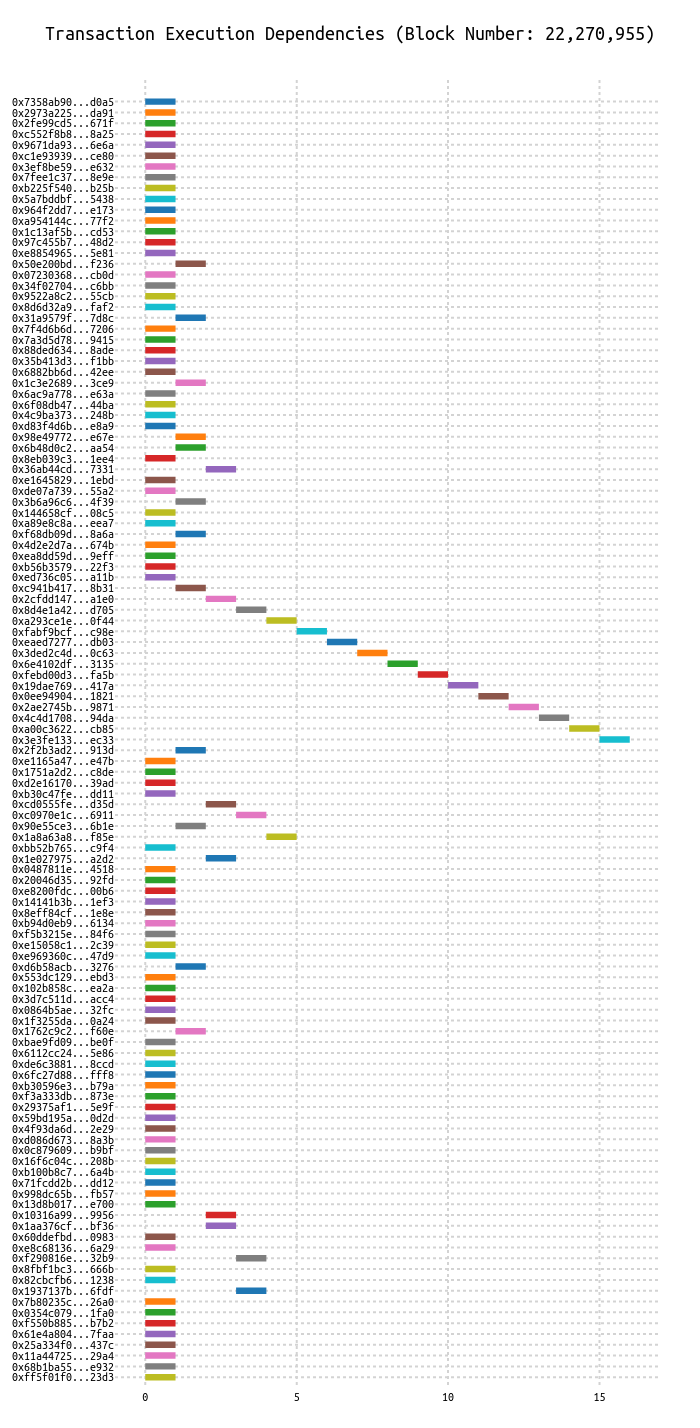 Transaction Execution Dependencies (Block Number: 22,270,955)
0x7358ab90...d0a5
0x2973a225...da91
0x2fe99cd5...671f
0xc552f8b8...8a25
0x9671da93...6e6a
0xc1e93939...ce80
0x3ef8be59...e632
0x7fee1c37...8e9e
0xb225f540...b25b
0x5a7bddbf...5438
0x964f2dd7...e173
0xa954144c...77f2
0x1c13af5b...cd53
0x97c455b7...48d2
0xe8854965...5e81
0x50e200bd...f236
0x07230368...cb0d
0x34f02704...c6bb
0x9522a8c2...55cb
0x8d6d32a9...faf2
0x31a9579f...7d8c
0x7f4d6b6d...7206
0x7a3d5d78...9415
0x88ded634...8ade
0x35b413d3...f1bb
0x6882bb6d...42ee
0x1c3e2689...3ce9
0x6ac9a778...e63a
0x6f08db47...44ba
0x4c9ba373...248b
0xd83f4d6b...e8a9
0x98e49772...e67e
0x6b48d0c2...aa54
0x8eb039c3...1ee4
0x36ab44cd...7331
0xe1645829...1ebd
0xde07a739...55a2
0x3b6a96c6...4f39
0x144658cf...08c5
0xa89e8c8a...eea7
0xf68db09d...8a6a
0x4d2e2d7a...674b
0xea8dd59d...9eff
0xb56b3579...22f3
0xed736c05...a11b
0xc941b417...8b31
0x2cfdd147...a1e0
0x8d4e1a42...d705
0xa293ce1e...0f44
0xfabf9bcf...c98e
0xeaed7277...db03
0x3ded2c4d...0c63
0x6e4102df...3135
0xfebd00d3...fa5b
0x19dae769...417a
0x0ee94904...1821
0x2ae2745b...9871
0x4c4d1708...94da
0xa00c3622...cb85
0x3e3fe133...ec33
0x2f2b3ad2...913d
0xe1165a47...e47b
0x1751a2d2...c8de
0xd2e16170...39ad
0xb30c47fe...dd11
0xcd0555fe...d35d
0xc0970e1c...6911
0x90e55ce3...6b1e
0x1a8a63a8...f85e
0xbb52b765...c9f4
0x1e027975...a2d2
0x0487811e...4518
0x20046d35...92fd
0xe8200fdc...00b6
0x14141b3b...1ef3
0x8eff84cf...1e8e
0xb94d0eb9...6134
0xf5b3215e...84f6
0xe15058c1...2c39
0xe969360c...47d9
0xd6b58acb...3276
0x553dc129...ebd3
0x102b858c...ea2a
0x3d7c511d...acc4
0x0864b5ae...32fc
0x1f3255da...0a24
0x1762c9c2...f60e
0xbae9fd09...be0f
0x6112cc24...5e86
0xde6c3881...8ccd
0x6fc27d88...fff8
0xb30596e3...b79a
0xf3a333db...873e
0x29375af1...5e9f
0x59bd195a...0d2d
0x4f93da6d...2e29
0xd086d673...8a3b
0x0c879609...b9bf
0x16f6c04c...208b
0xb100b8c7...6a4b
0x71fcdd2b...dd12
0x998dc65b...fb57
0x13d8b017...e700
0x10316a99...9956
0x1aa376cf...bf36
0x60ddefbd...0983
0xe8c68136...6a29
0xf290816e...32b9
0x8fbf1bc3...666b
0x82cbcfb6...1238
0x1937137b...6fdf
0x7b80235c...26a0
0x0354c079...1fa0
0xf550b885...b7b2
0x61e4a804...7faa
0x25a334f0...437c
0x11a44725...29a4
0x68b1ba55...e932
0xff5f01f0...23d3
0 5 10 15